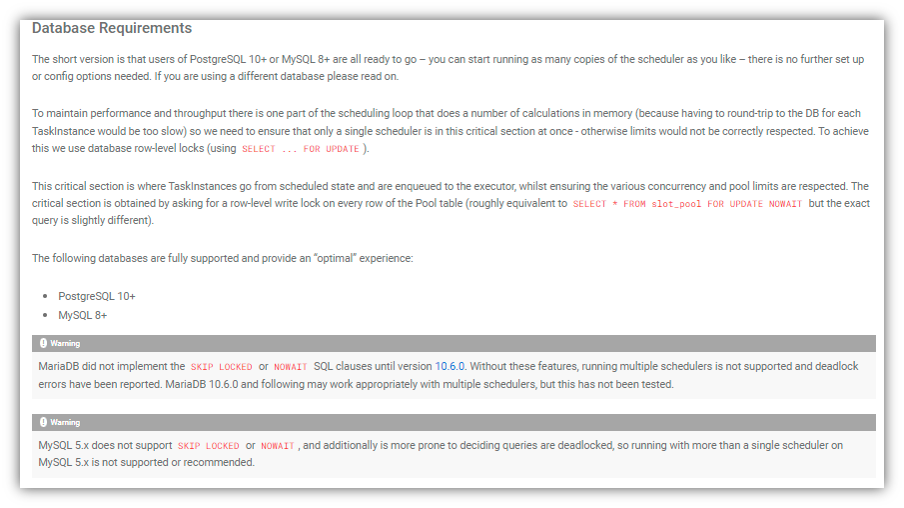 Database Requirements
The short version is that users of PostgreSQL 10+ or MySQL 8+ are all ready to go – you can start running as many copies of the scheduler as you like – there is no further set up
or config options needed. If you are using a different database please read on.
To maintain performance and throughput there is one part of the scheduling loop that does a number of calculations in memory (because having to round-trip to the DB for each
TaskInstance would be too slow) so we need to ensure that only a single scheduler is in this critical section at once - otherwise limits would not be correctly respected. To achieve
this we use database row-level locks (using SELECT ... FOR UPDATE ).
This critical section is where TaskInstances go from scheduled state and are enqueued to the executor, whilst ensuring the various concurrency and pool limits are respected. The
critical section is obtained by asking for a row-level write lock on every row of the Pool table (roughly equivalent to SELECT * FROM slot_pool FOR UPDATE NOWAIT but the exact
query is slightly different).
The following databases are fully supported and provide an “optimal” experience:
• PostgreSQL 10+
• MySQL 8+
Warning
MariaDB did not implement the SKIP LOCKED or NOWAIT SQL clauses until version 10.6.0. Without these features, running multiple schedulers is not supported and deadlock
errors have been reported. MariaDB 10.6.0 and following may work appropriately with multiple schedulers, but this has not been tested.
Warning
MySQL 5.x does not support SKIP LOCKED or NOWAIT , and additionally is more prone to deciding queries are deadlocked, so running with more than a single scheduler on
MySQL 5.x is not supported or recommended.